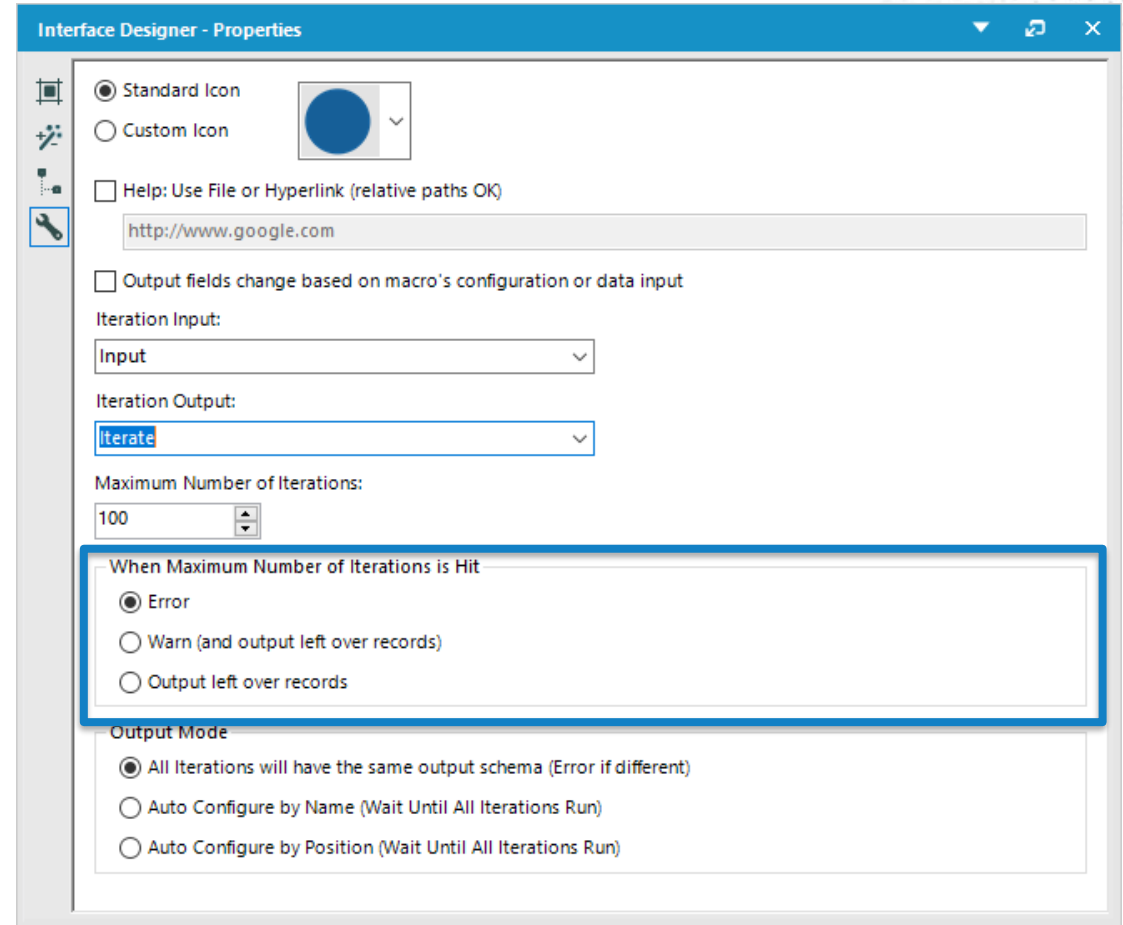 Interface Designer - Properties
Standard Icon
Custom Icon
Help: Use File or Hyperlink (relative paths OK)
http://www.google.com
Output fields change based on macro's configuration or data input
Iteration Input:
Input
Iteration Output:
Iterate
Maximum Number of Iterations:
100
When Maximum Number of Iterations is Hit
Error
Warn (and output left over records)
Output left over records
Output Mode
All Iterations will have the same output schema (Error if different)
Auto Configure by Name (Wait Until All Iterations Run)
Auto Configure by Position (Wait Until All Iterations Run)